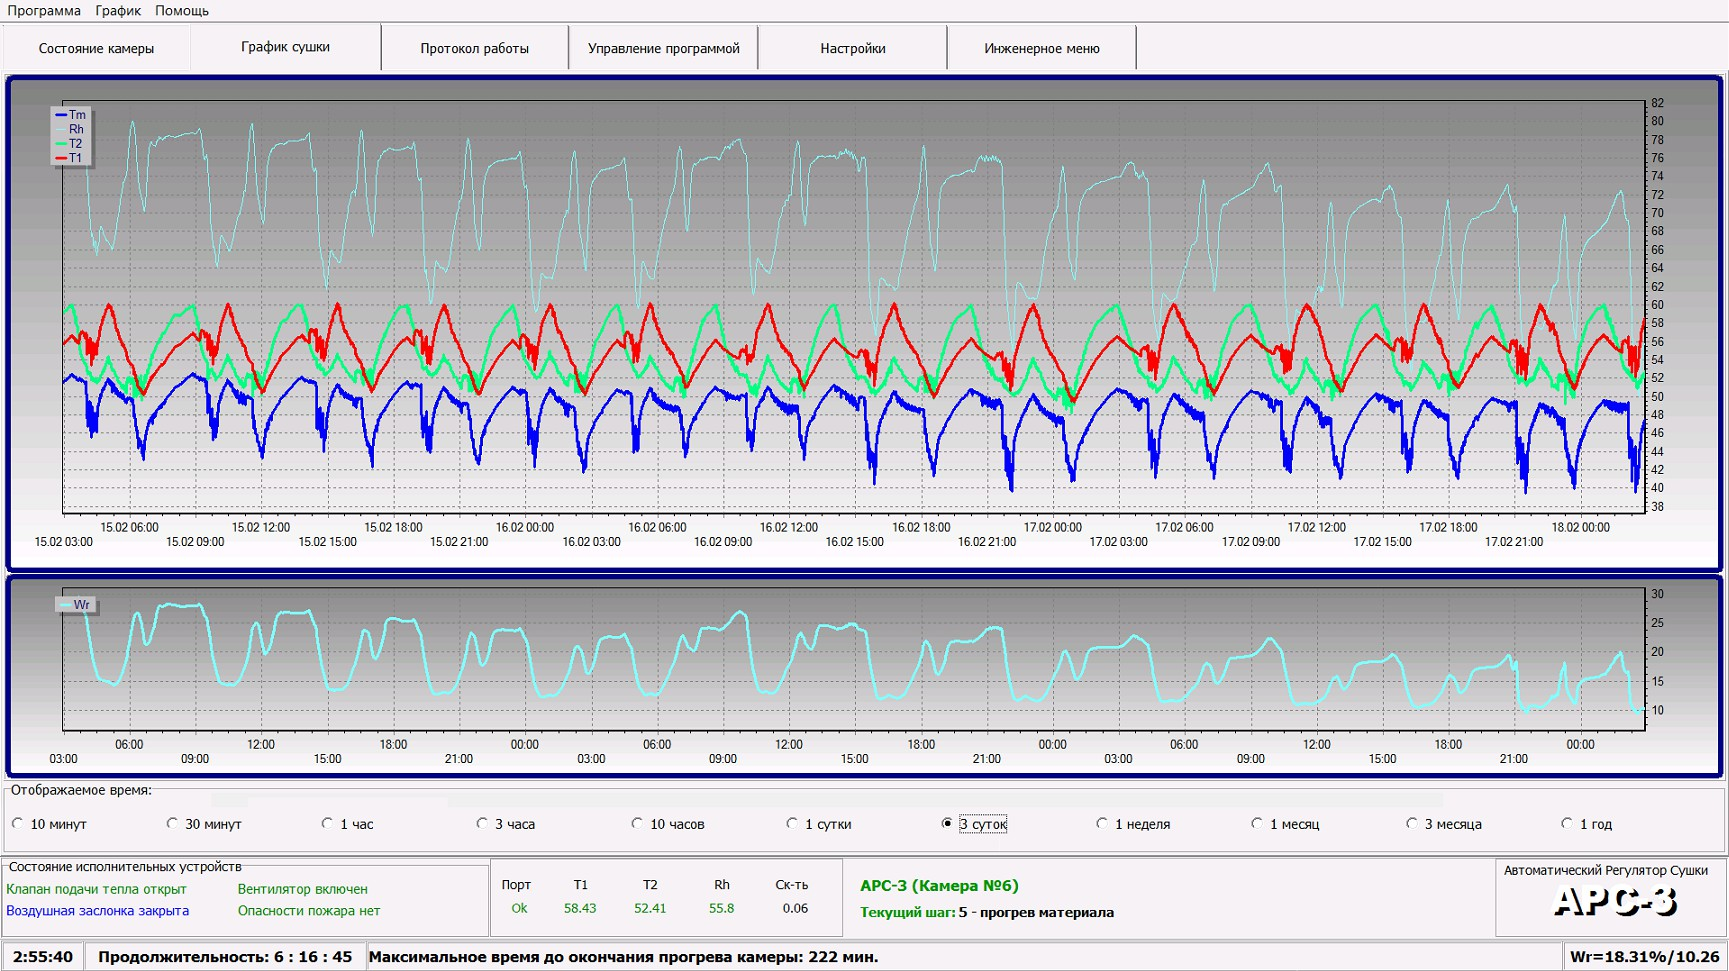 Программа График Помощь
Состояние камеры График сушки Протокол работы Управление программой Настройки Инженерное меню
Tm
Rh
T2
T1
82
80
78
76
74
72
70
68
66
64
62
60
58
56
54
52
50
48
46
44
42
40
38
15.02 06:00 15.02 12:00 15.02 18:00 16.02 00:00 16.02 06:00 16.02 12:00 16.02 18:00 17.02 00:00 17.02 06:00 17.02 12:00 17.02 18:00 18.02 00:00
15.02 03:00 15.02 09:00 15.02 15:00 15.02 21:00 16.02 03:00 16.02 09:00 16.02 15:00 16.02 21:00 17.02 03:00 17.02 09:00 17.02 15:00 17.02 21:00
Wr
30
25
20
15
10
06:00 12:00 18:00 00:00 06:00 12:00 18:00 00:00 06:00 12:00 18:00 00:00
03:00 09:00 15:00 21:00 03:00 09:00 15:00 21:00 03:00 09:00 15:00 21:00
Отображаемое время:
10 минут 30 минут 1 час 3 часа 10 часов 1 сутки 3 суток 1 неделя 1 месяц 3 месяца 1 год
Состояние исполнительных устройств
Клапан подачи тепла открыт Вентилятор включен
Воздушная заслонка закрыта Опасности пожара нет
Порт T1 T2 Rh Ск-ть
Ok 58.43 52.41 55.8 0.06
АРС-3 (Камера №6)
Текущий шаг: 5 - прогрев материала
Автоматический Регулятор Сушки
АРС-3
2:55:40 Продолжительность: 6 : 16 : 45 Максимальное время до окончания прогрева камеры: 222 мин. Wr=18.31%/10.26